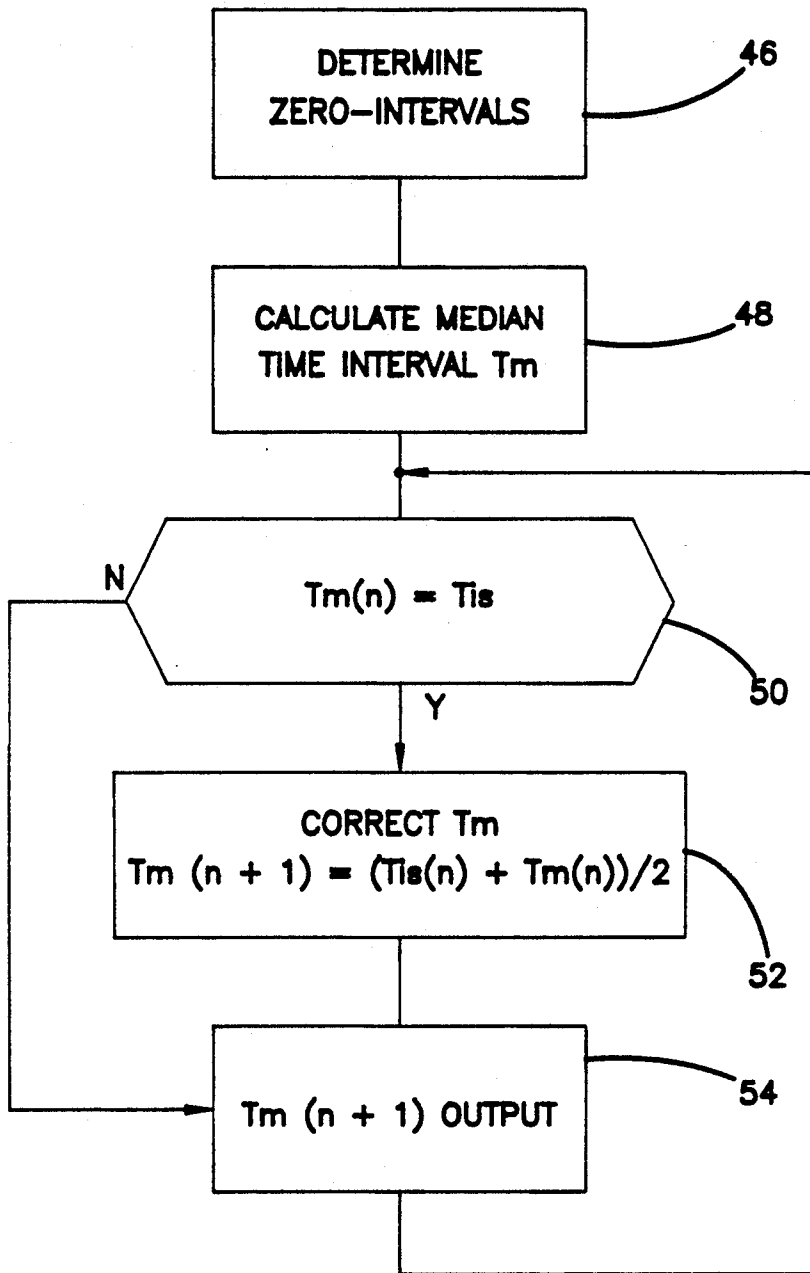 DETERMINE
ZERO-INTERVALS
46
CALCULATE MEDIAN
TIME INTERVAL Tm
48
N
Tm(n) = Tis
50
Y
CORRECT Tm
Tm (n + 1) = (Tis(n) + Tm(n))/2
52
Tm (n + 1) OUTPUT
54